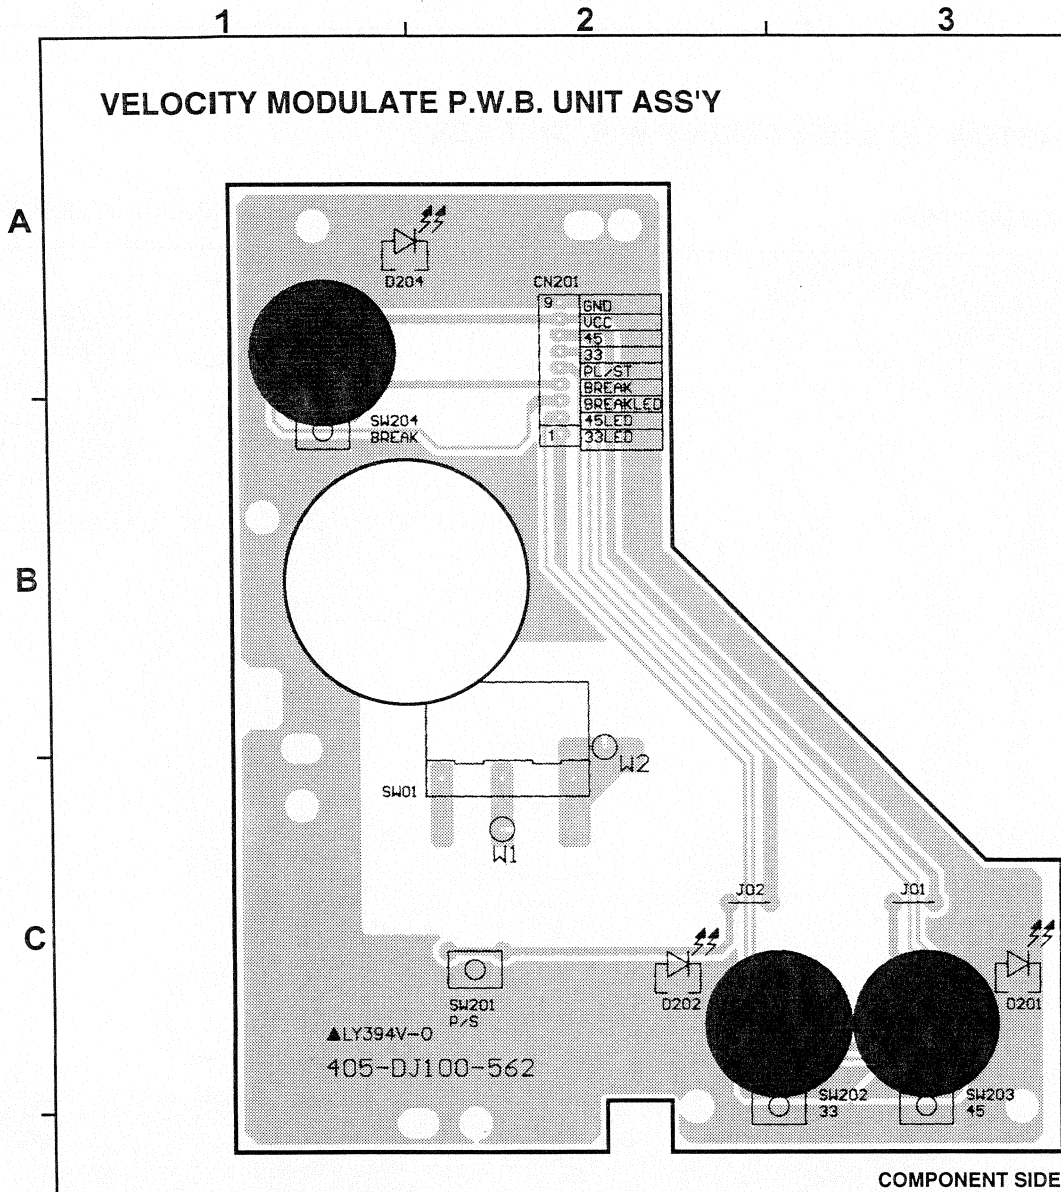 1 2 3
VELOCITY MODULATE P.W.B. UNIT ASS'Y
A
D204
CN201
9 GND
VCC
45
33
PL/ST
BREAK
BREAKLED
45LED
1 33LED
SW204
BREAK
B
W2
SW01
W1
J02 J01
C
D202 D201
SW201
P/S
▲LY394V-0
405-DJ100-562
SW202
33
SW203
45
COMPONENT SIDE